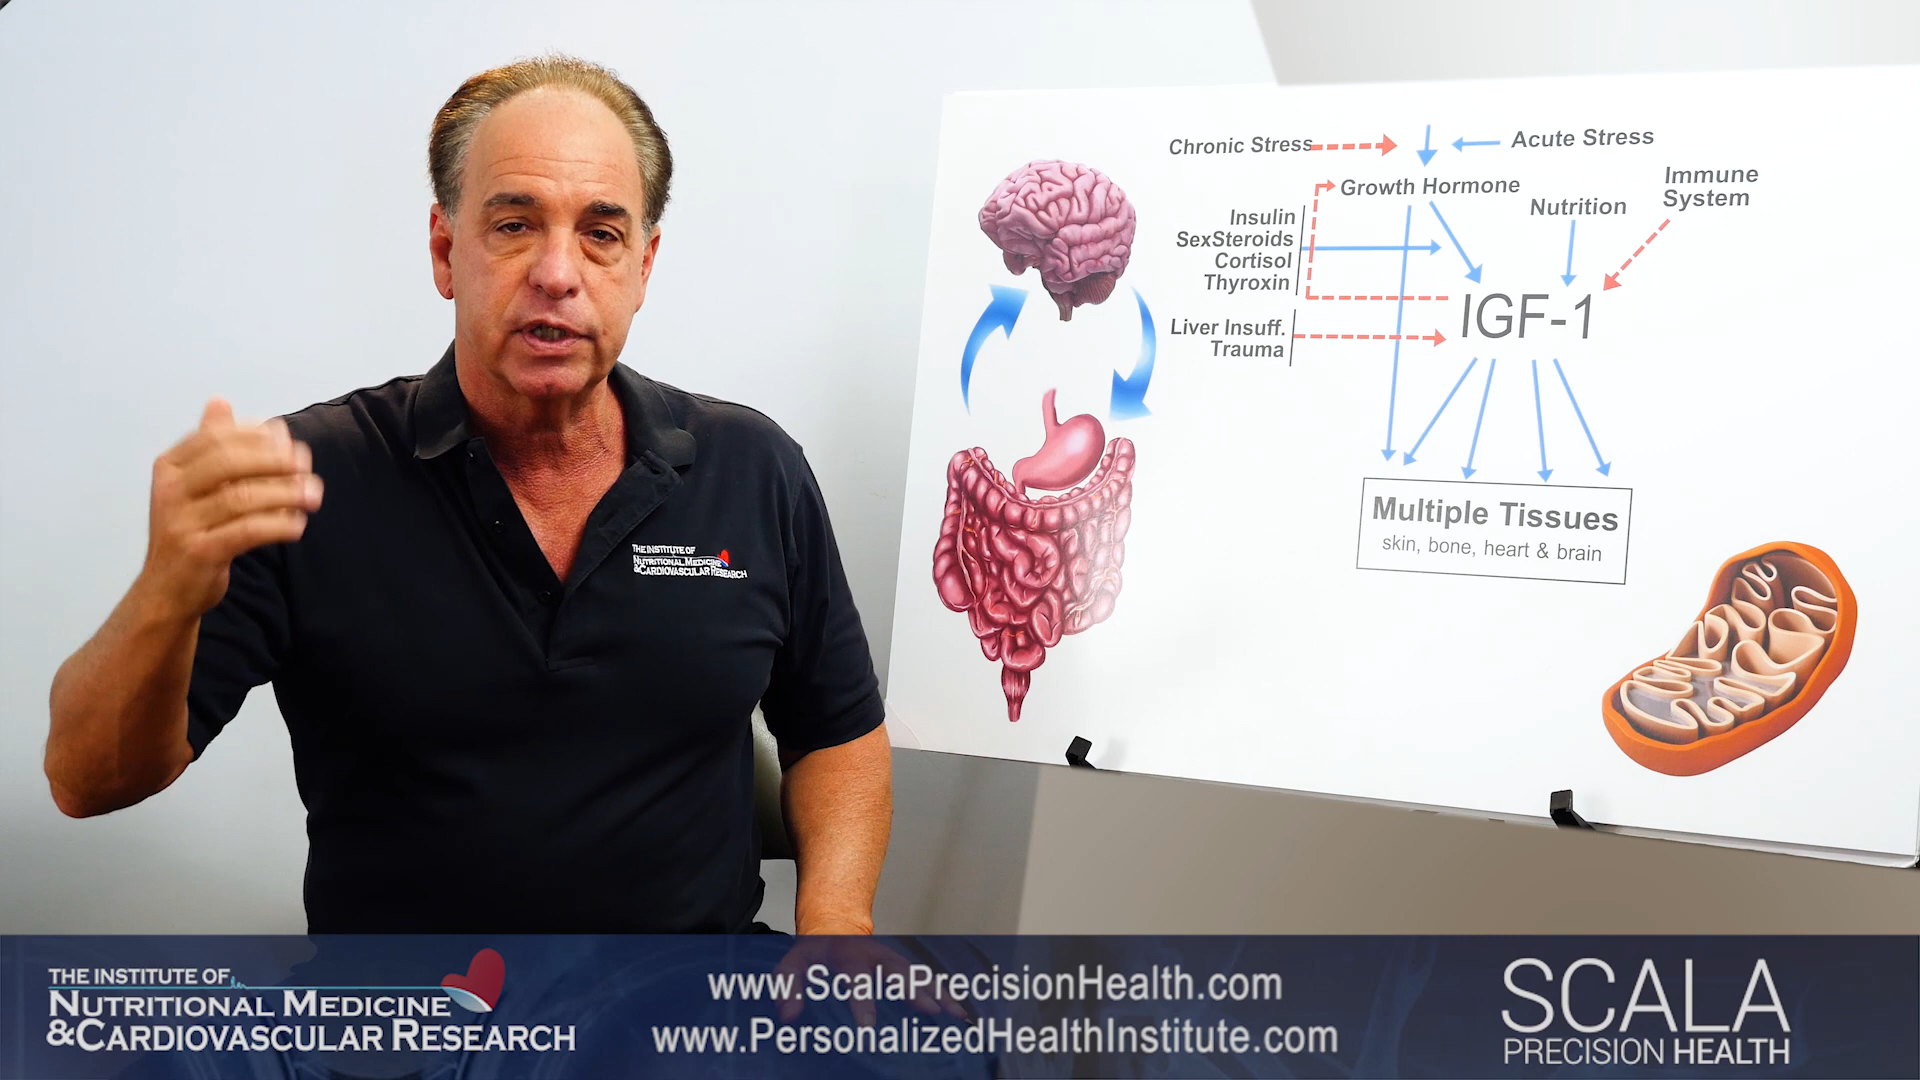 Chronic Stress
Acute Stress
Growth Hormone
Immune
System
Nutrition
Insulin
SexSteroids
Cortisol
Thyroxin
IGF-1
Liver Insuff.
Trauma
Multiple Tissues
skin, bone, heart & brain
THE INSTITUTE OF
NUTRITIONAL MEDICINE
&CARDIOVASCULAR RESEARCH
THE INSTITUTE OF
NUTRITIONAL MEDICINE
&CARDIOVASCULAR RESEARCH
www.ScalaPrecisionHealth.com
www.PersonalizedHealthInstitute.com
SCALA
PRECISION HEALTH